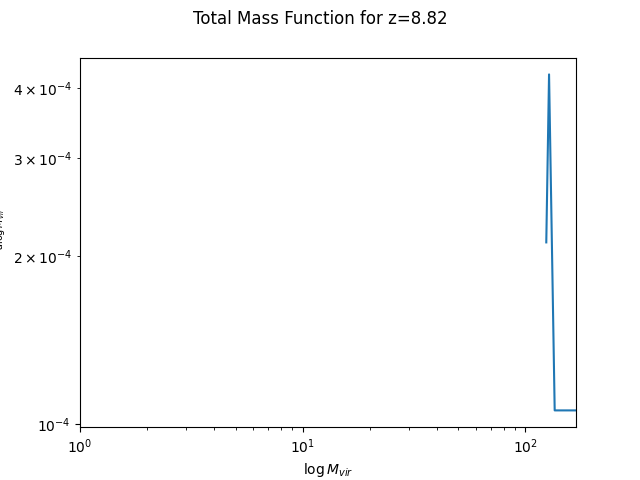 Total Mass Function for z=8.82
4 × 10⁻⁴
3 × 10⁻⁴
2 × 10⁻⁴
10⁻⁴
10⁰ 10¹ 10²
log M_vir